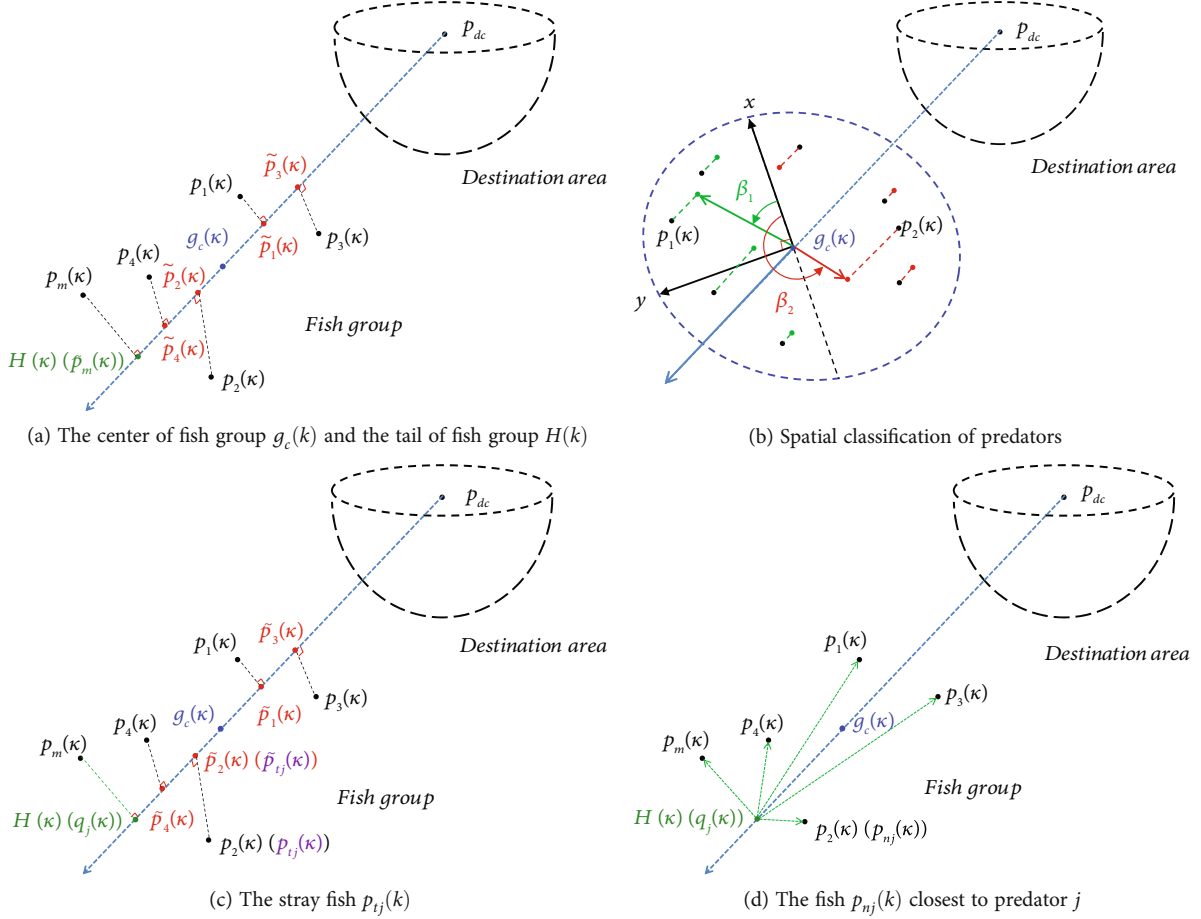 p_dc
Destination area
p̃_3(κ)
p_1(κ)
p_3(κ)
g_c(κ)
p̃_1(κ)
p_4(κ)
p̃_2(κ)
p_m(κ)
Fish group
p̃_4(κ)
H (κ) (p̃_m(κ))
p_2(κ)
(a) The center of fish group g_c(k) and the tail of fish group H(k)
p_dc
x
Destination area
β_1
p_1(κ)
p_2(κ)
g_c(κ)
y
β_2
(b) Spatial classification of predators
p_dc
Destination area
p̃_3(κ)
p_1(κ)
p_3(κ)
p̃_1(κ)
g_c(κ)
p_4(κ)
p_m(κ)
p̃_2(κ) (p̃_tj(κ))
Fish group
H (κ) (q_j(κ))
p̃_4(κ)
p_2(κ) (p_tj(κ))
(c) The stray fish p_tj(k)
p_dc
p_1(κ)
Destination area
p_3(κ)
g_c(κ)
p_4(κ)
p_m(κ)
Fish group
H (κ) (q_j(κ))
p_2(κ) (p_nj(κ))
(d) The fish p_nj(k) closest to predator j